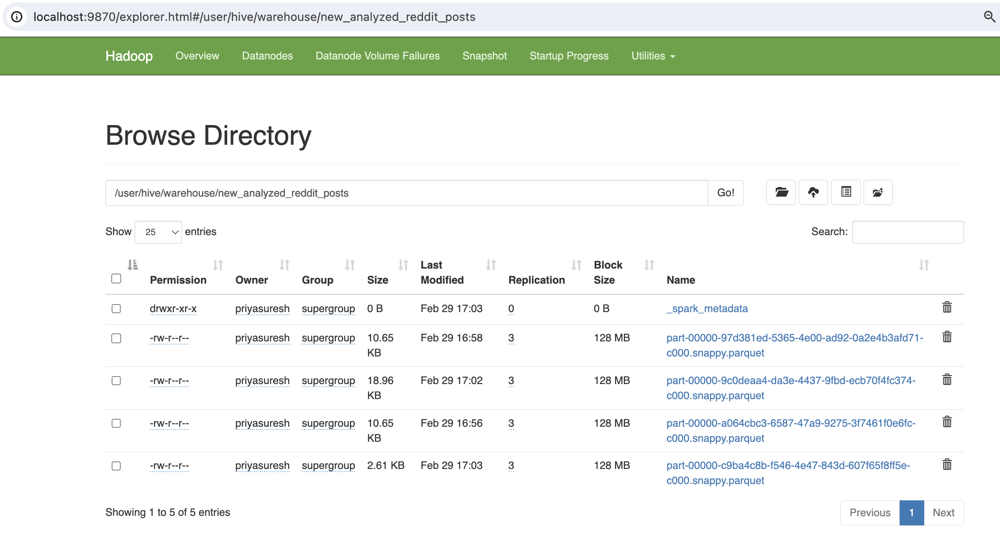 localhost:9870/explorer.html#/user/hive/warehouse/new_analyzed_reddit_posts
Hadoop Overview Datanodes Datanode Volume Failures Snapshot Startup Progress Utilities
Browse Directory
/user/hive/warehouse/new_analyzed_reddit_posts Go!
Show 25 entries Search:
Permission Owner Group Size Last Modified Replication Block Size Name
drwxr-xr-x priyasuresh supergroup 0 B Feb 29 17:03 0 0 B _spark_metadata
-rw-r--r-- priyasuresh supergroup 10.65 KB Feb 29 16:58 3 128 MB part-00000-97d381ed-5365-4e00-ad92-0a2e4b3afd71-
c000.snappy.parquet
-rw-r--r-- priyasuresh supergroup 18.96 KB Feb 29 17:02 3 128 MB part-00000-9c0deaa4-da3e-4437-9fbd-ecb70f4fc374-
c000.snappy.parquet
-rw-r--r-- priyasuresh supergroup 10.65 KB Feb 29 16:56 3 128 MB part-00000-a064cbc3-6587-47a9-9275-3f7461f0e6fc-
c000.snappy.parquet
-rw-r--r-- priyasuresh supergroup 2.61 KB Feb 29 17:03 3 128 MB part-00000-c9ba4c8b-f546-4e47-843d-607f65f8ff5e-
c000.snappy.parquet
Showing 1 to 5 of 5 entries Previous 1 Next